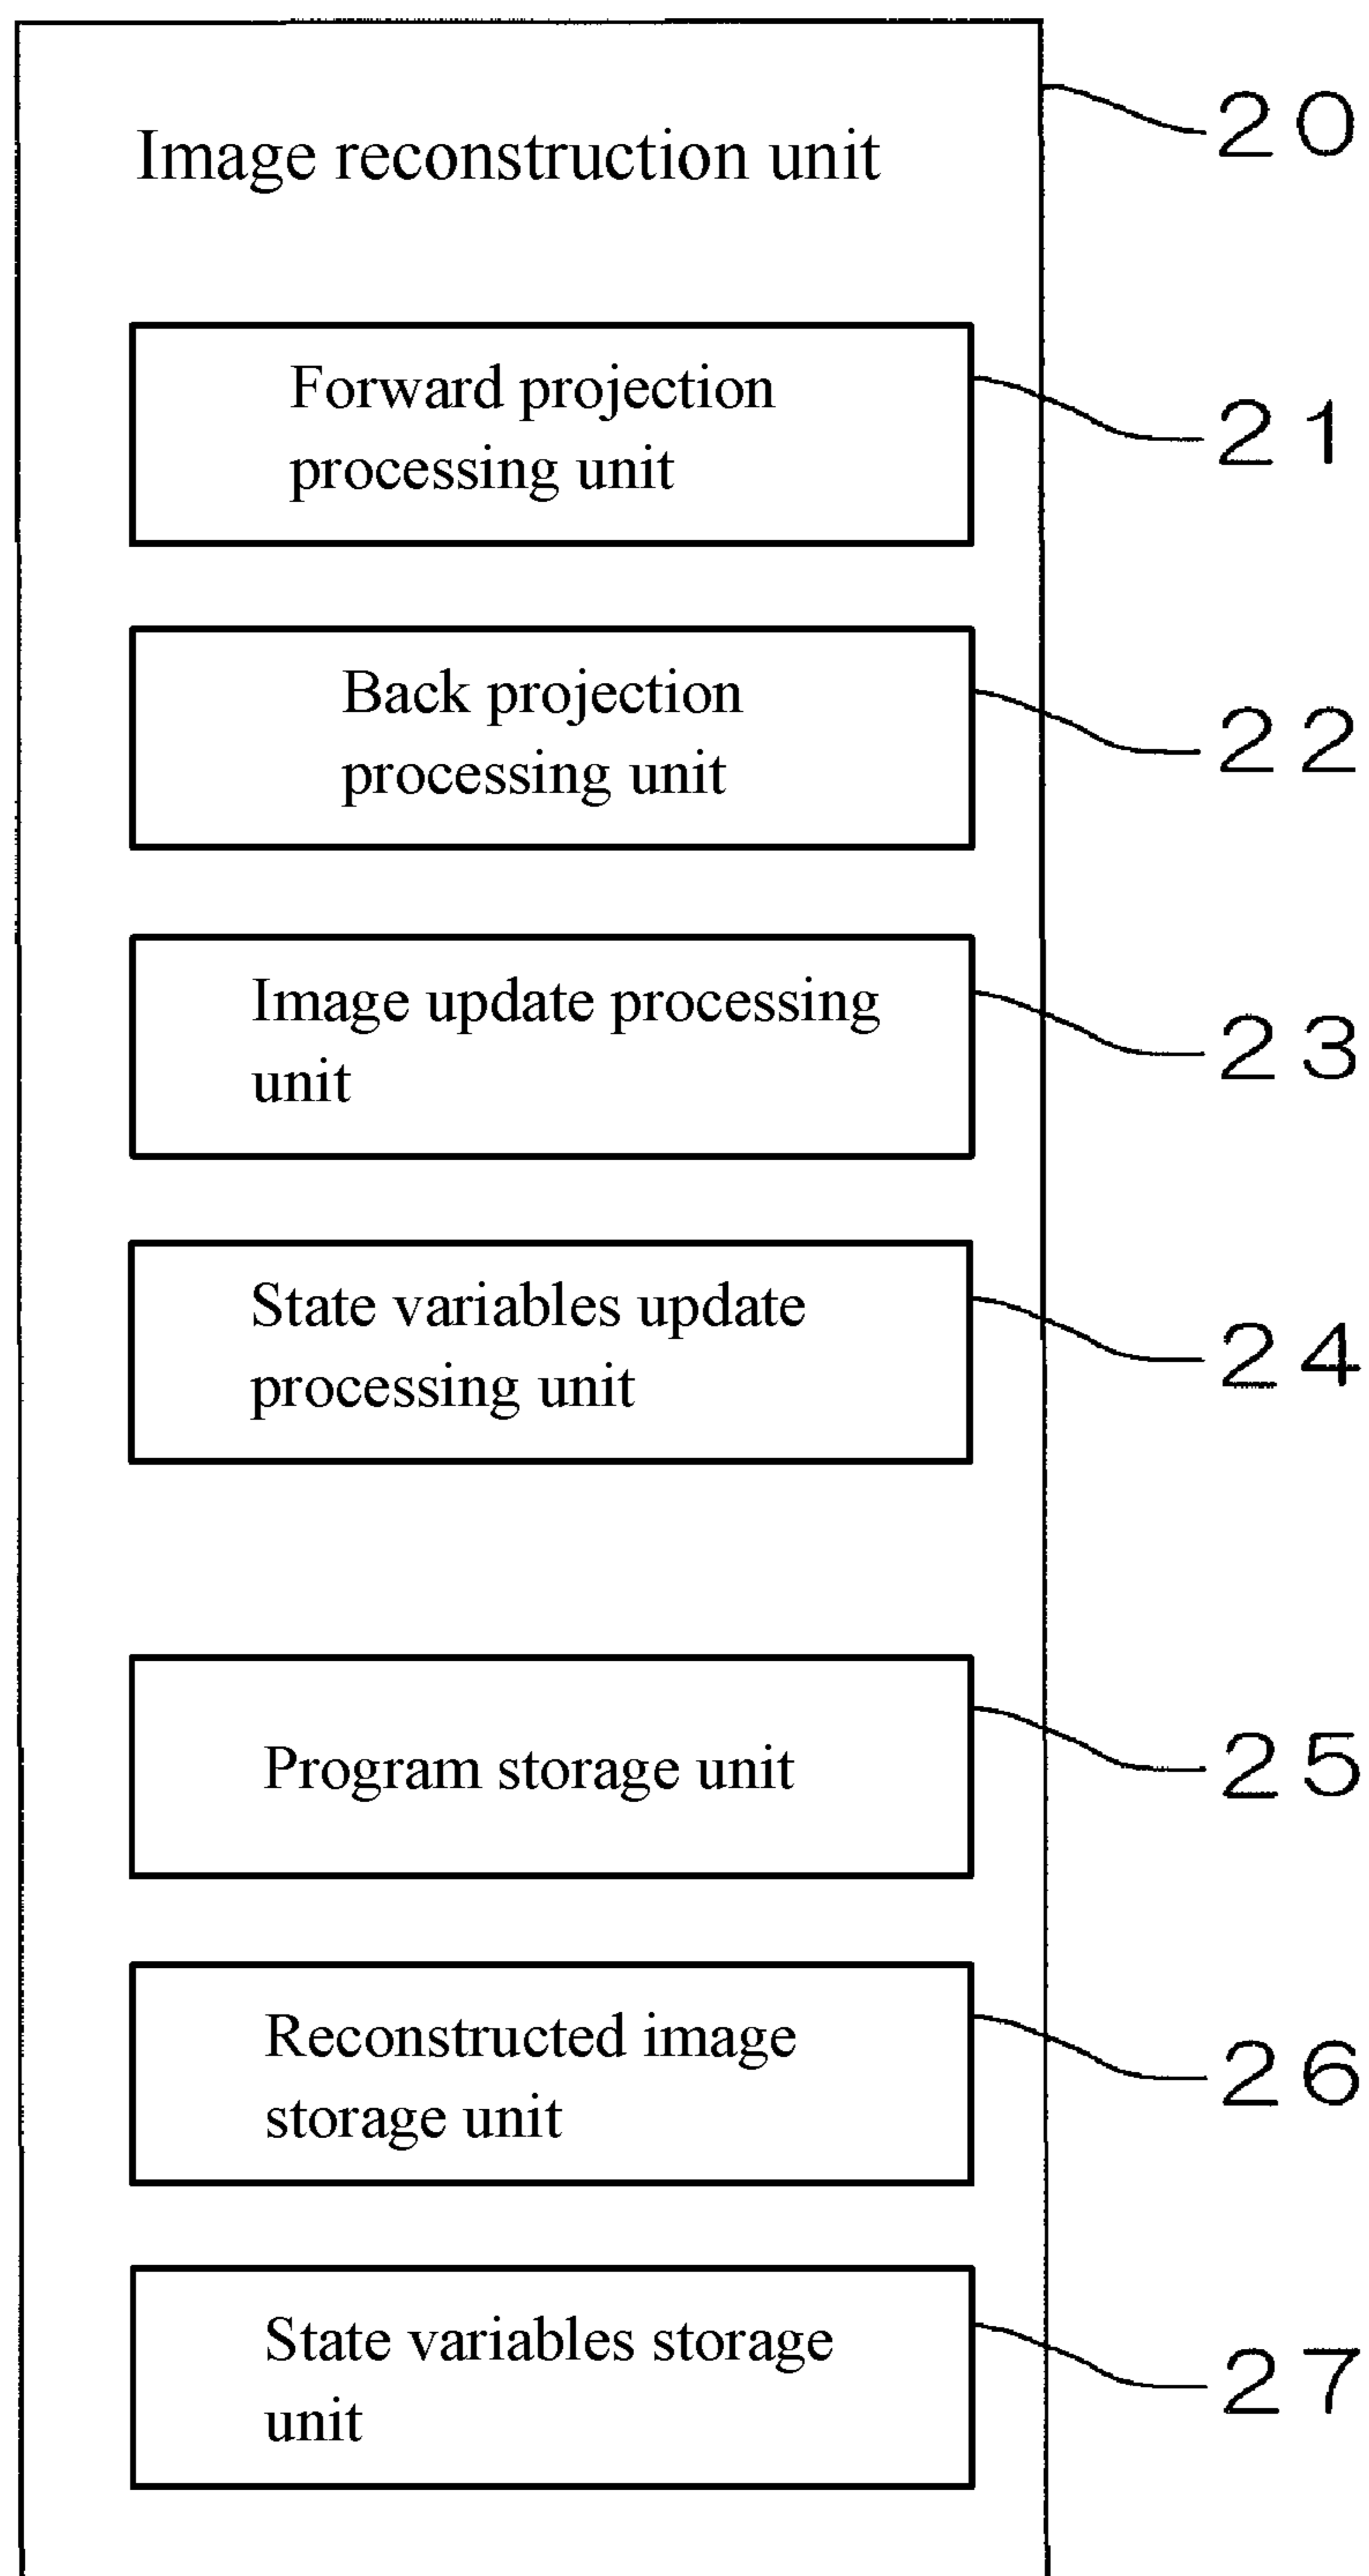 Image reconstruction unit
20
Forward projection
processing unit
21
Back projection
processing unit
22
Image update processing
unit
23
State variables update
processing unit
24
Program storage unit
25
Reconstructed image
storage unit
26
State variables storage
unit
27